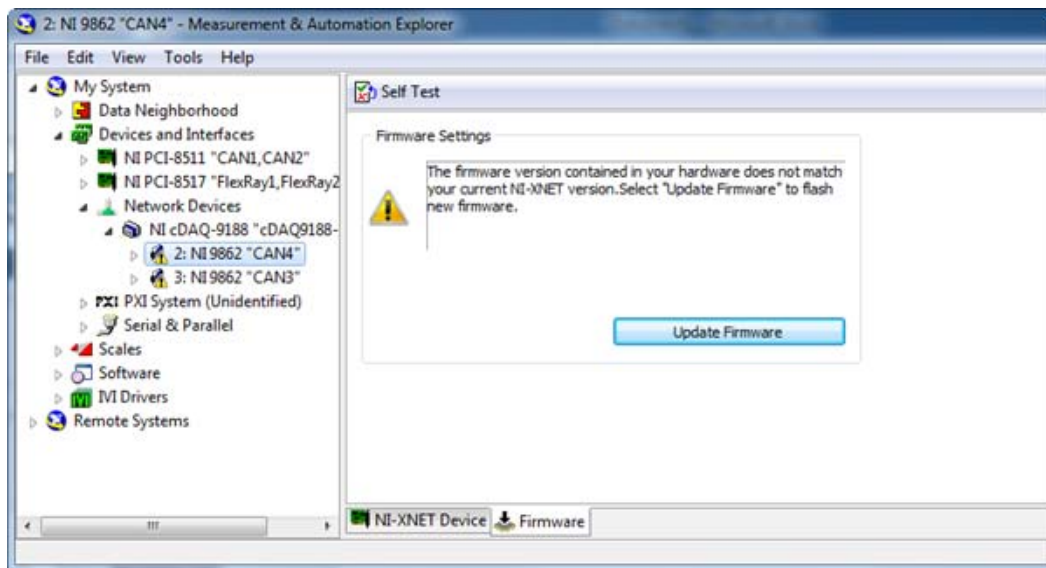 2: NI 9862 "CAN4" - Measurement & Automation Explorer
File Edit View Tools Help
My System
Data Neighborhood
Devices and Interfaces
NI PCI-8511 "CAN1,CAN2"
NI PCI-8517 "FlexRay1,FlexRay2
Network Devices
NI cDAQ-9188 "cDAQ9188-
2: NI 9862 "CAN4"
3: NI 9862 "CAN3"
PXI PXI System (Unidentified)
Serial & Parallel
Scales
Software
IVI IVI Drivers
Remote Systems
Self Test
Firmware Settings
The firmware version contained in your hardware does not match
your current NI-XNET version.Select "Update Firmware" to flash
new firmware.
Update Firmware
NI-XNET Device Firmware